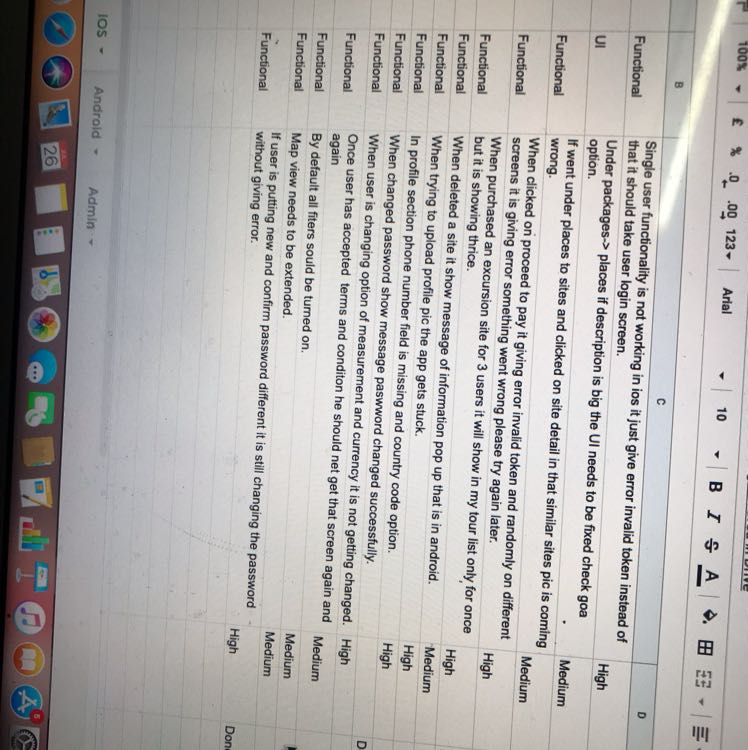 100% £ % .0 .00 123 Arial 10 B I S A
B C D
Functional Single user functionality is not working in ios it just give error invalid token instead of
that it should take user login screen. High
UI Under packages-> places if description is big the UI needs to be fixed check goa
option. Medium
Functional If went under places to sites and clicked on site detail in that similar sites pic is coming
wrong. Medium
Functional When clicked on proceed to pay it giving error invalid token and randomly on different
screens it is giving error something went wrong please try again later. High
Functional When purchased an excursion site for 3 users it will show in my tour list only for once
but it is showing thrice. High
Functional When deleted a site it show message of information pop up that is in android. Medium
Functional When trying to upload profile pic the app gets stuck. High
Functional In profile section phone number field is missing and country code option. High
Functional When changed password show message paswword changed successfully.
Functional When user is changing option of measurement and currency it is not getting changed. High
Functional Once user has accepted terms and conditon he should net get that screen again and
again Medium
Functional By default all fiters sould be turned on. Medium
Functional Map view needs to be extended. Medium
Functional If user is putting new and confirm password different it is still changing the password
without giving error. High
iOS Android Admin
26
5